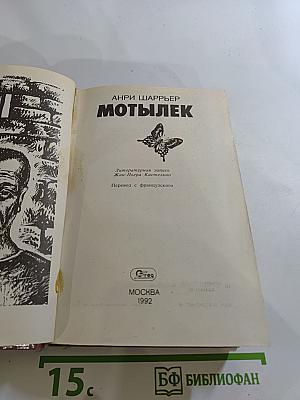 АНРИ ШАРРЬЕР
МОТЫЛЕК
Литературная запись
Жан-Пьера Кастельно
Перевод с французского
МОСКВА
1992
15с
БФ БИБЛИОФАН